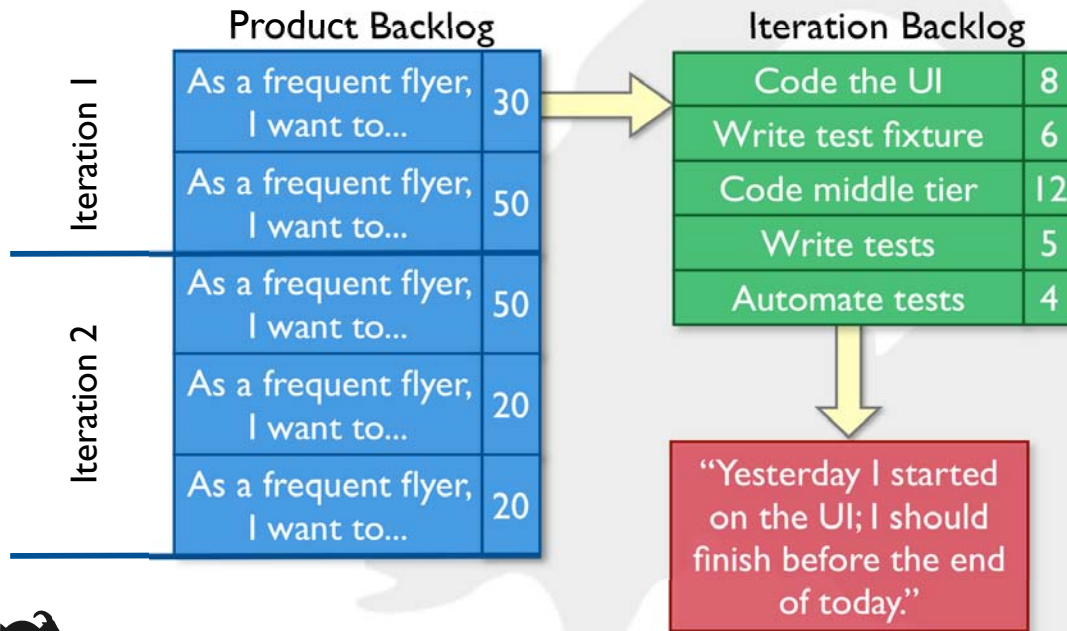 Product Backlog
Iteration 1
As a frequent flyer,
I want to...
30
As a frequent flyer,
I want to...
50
Iteration 2
As a frequent flyer,
I want to...
50
As a frequent flyer,
I want to...
20
As a frequent flyer,
I want to...
20
Iteration Backlog
Code the UI 8
Write test fixture 6
Code middle tier 12
Write tests 5
Automate tests 4
“Yesterday I started
on the UI; I should
finish before the end
of today.”